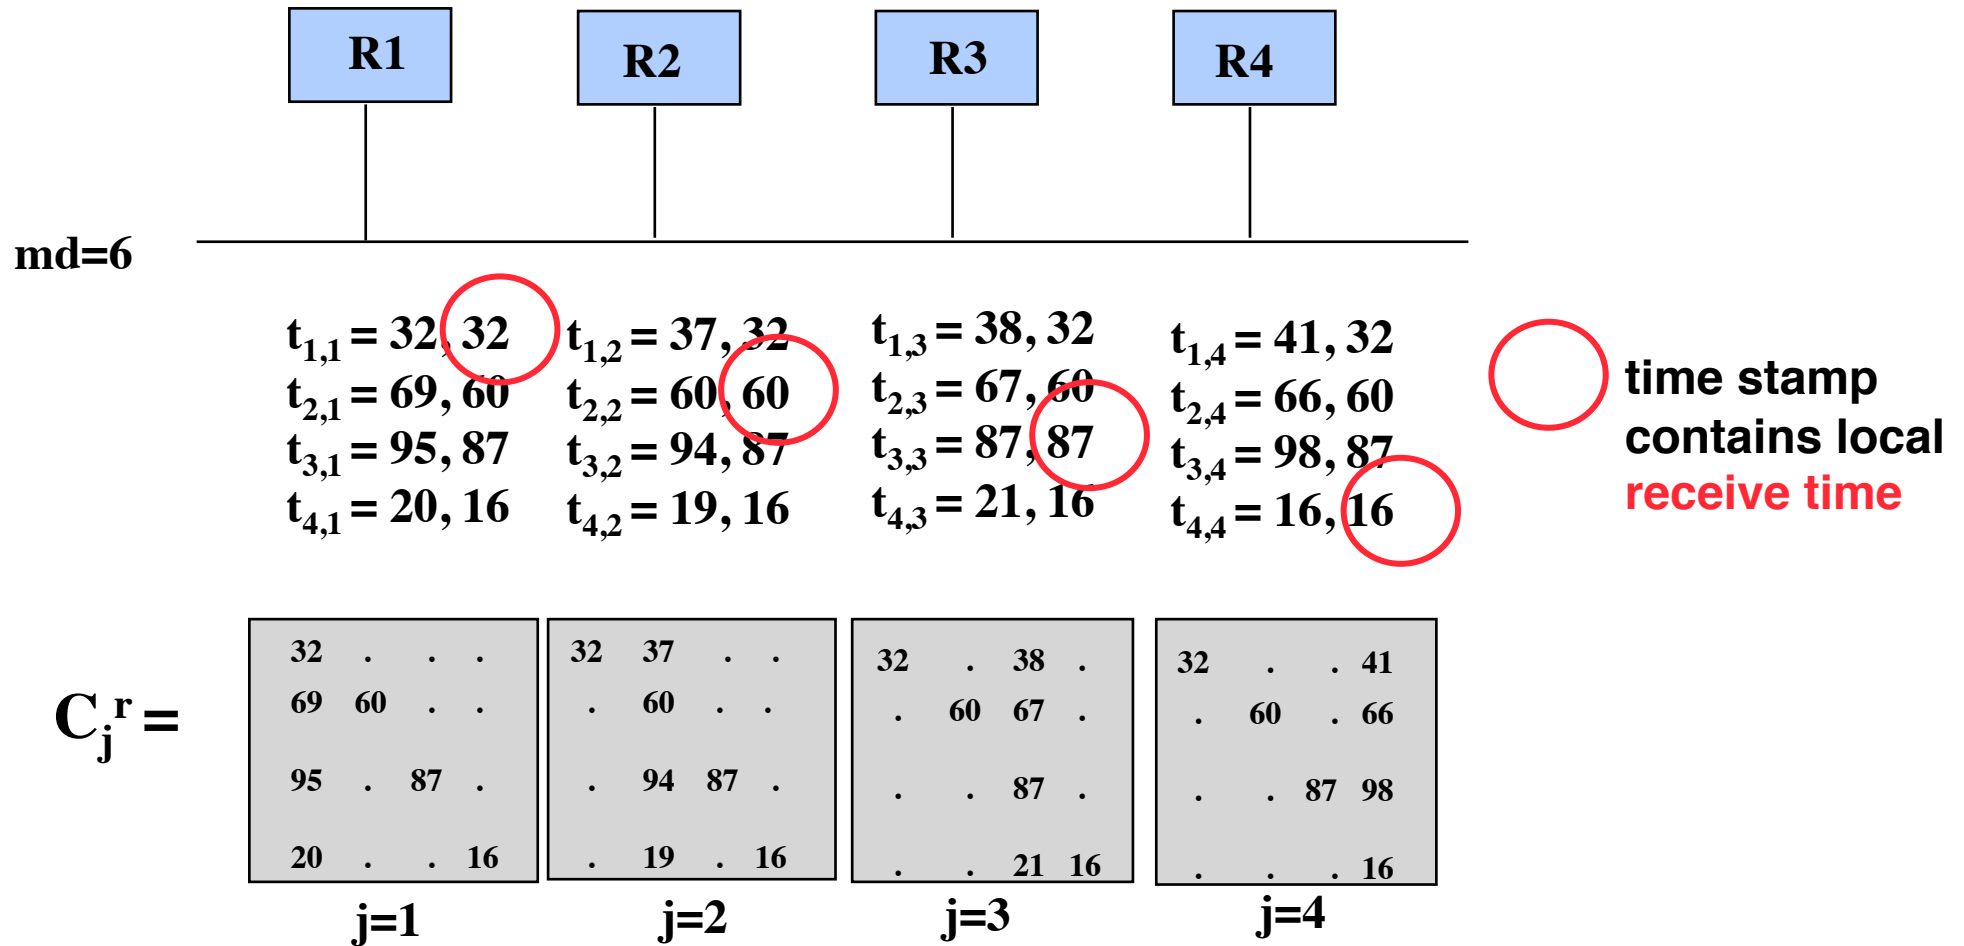 R1 R2 R3 R4
md=6
t1,1 = 32, 32 t1,2 = 37, 32 t1,3 = 38, 32 t1,4 = 41, 32
t2,1 = 69, 60 t2,2 = 60, 60 t2,3 = 67, 60 t2,4 = 66, 60
t3,1 = 95, 87 t3,2 = 94, 87 t3,3 = 87, 87 t3,4 = 98, 87
t4,1 = 20, 16 t4,2 = 19, 16 t4,3 = 21, 16 t4,4 = 16, 16
time stamp
contains local
receive time
Cj r =
32 . . .
69 60 . .
95 . 87 .
20 . . 16
j=1
32 37 . .
. 60 . .
. 94 87 .
. 19 . 16
j=2
32 . 38 .
. 60 67 .
. . 87 .
. . 21 16
j=3
32 . . 41
. 60 . 66
. . 87 98
. . . 16
j=4